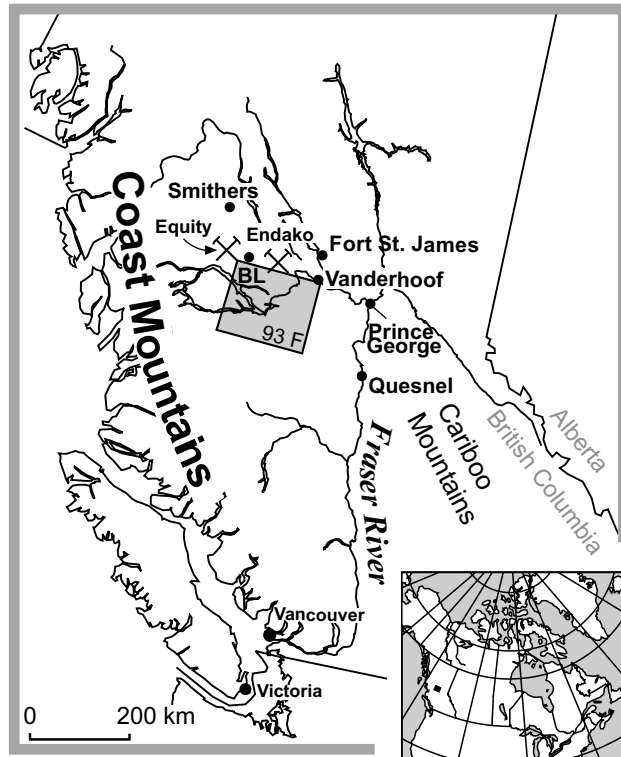 Smithers
Equity
Endako
Fort St. James
BL
Vanderhoof
93 F
Prince
George
Quesnel
Coast Mountains
Cariboo
Mountains
Alberta
British Columbia
Fraser River
Vancouver
Victoria
0 200 km